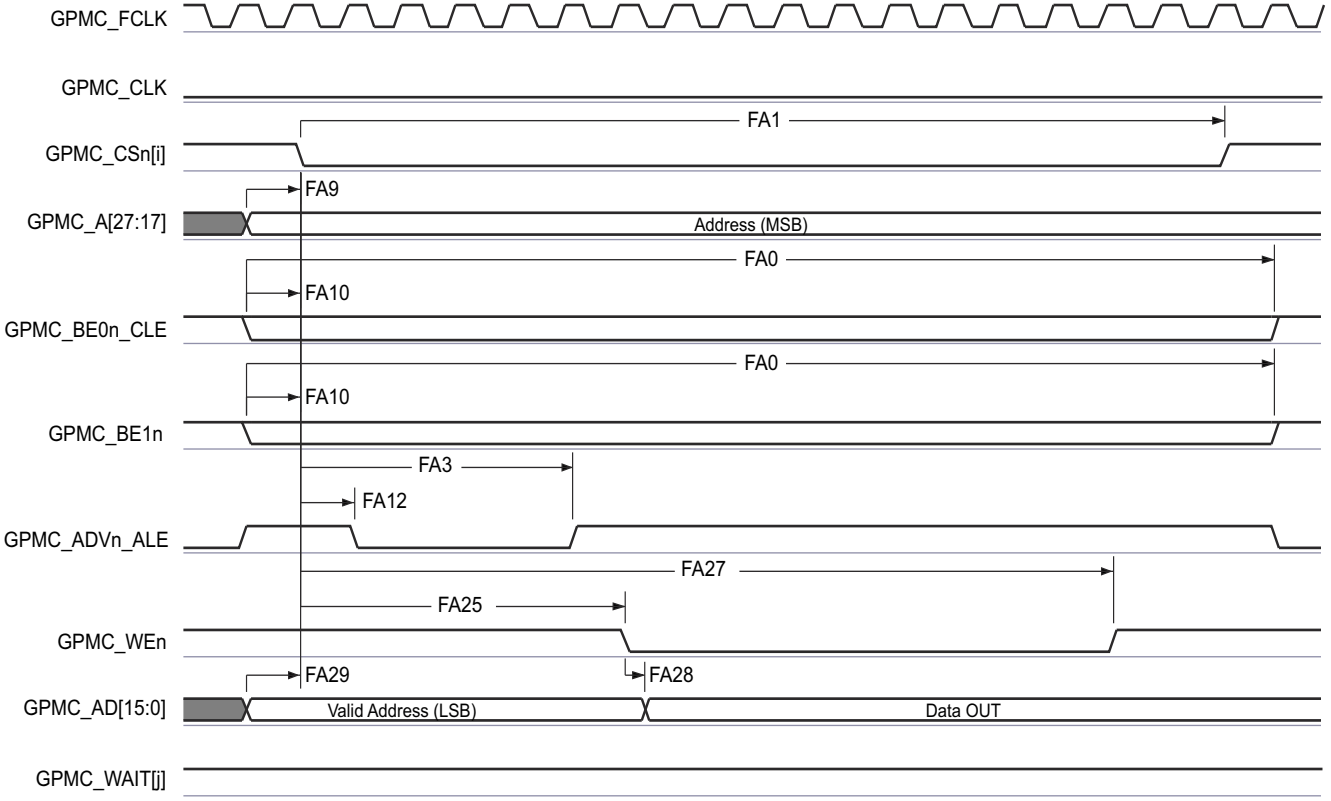 GPMC_FCLK
GPMC_CLK
FA1
GPMC_CSn[i]
FA9
GPMC_A[27:17]
Address (MSB)
FA0
FA10
GPMC_BE0n_CLE
FA0
FA10
GPMC_BE1n
FA3
FA12
GPMC_ADVn_ALE
FA27
FA25
GPMC_WEn
FA29
FA28
GPMC_AD[15:0]
Valid Address (LSB)
Data OUT
GPMC_WAIT[j]